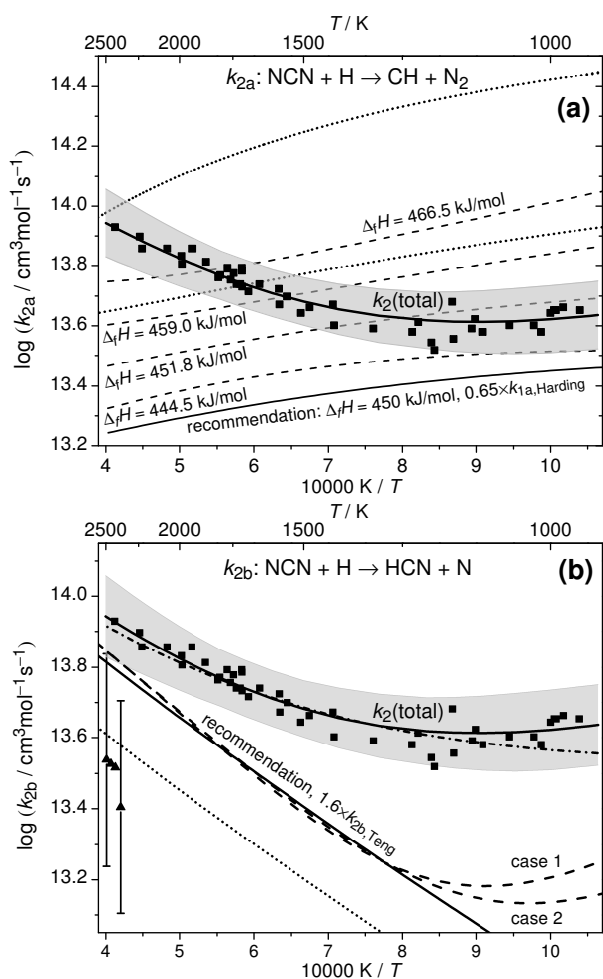 T / K
2500 2000 1500 1000
k2a: NCN + H → CH + N2
(a)
14.4
14.2
14.0
13.8
13.6
13.4
13.2
log (k2a / cm³mol⁻¹s⁻¹)
ΔfH = 466.5 kJ/mol
k2(total)
ΔfH = 459.0 kJ/mol
ΔfH = 451.8 kJ/mol
ΔfH = 444.5 kJ/mol
recommendation: ΔfH = 450 kJ/mol, 0.65×k1a,Harding
4 5 6 7 8 9 10
10000 K / T
T / K
2500 2000 1500 1000
k2b: NCN + H → HCN + N
(b)
14.0
13.8
13.6
13.4
13.2
log (k2b / cm³mol⁻¹s⁻¹)
k2(total)
recommendation, 1.6×k2b,Teng
case 1
case 2
4 5 6 7 8 9 10
10000 K / T